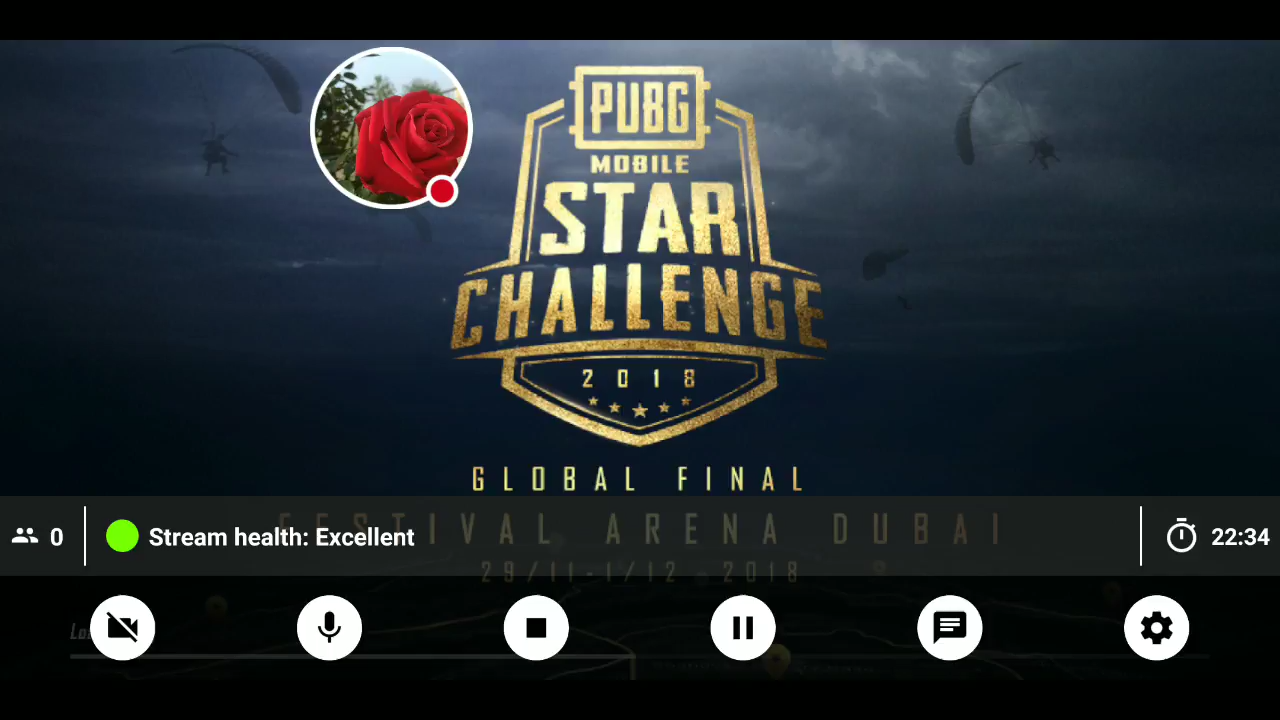 PUBG
MOBILE
STAR
CHALLENGE
2018
GLOBAL FINAL
FESTIVAL ARENA DUBAI
0
Stream health: Excellent
22:34
29/11-1/12-2018